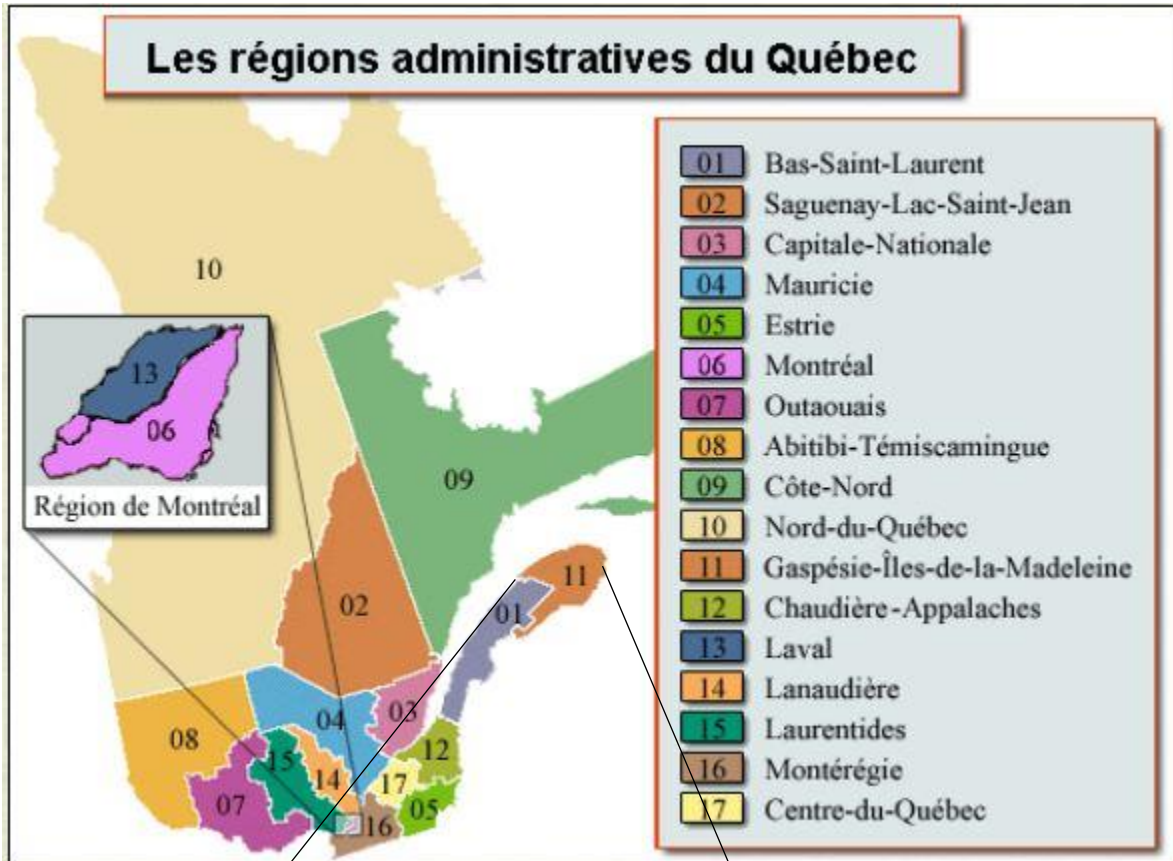 Les régions administratives du Québec
01 Bas-Saint-Laurent
02 Saguenay-Lac-Saint-Jean
03 Capitale-Nationale
04 Mauricie
05 Estrie
06 Montréal
07 Outaouais
08 Abitibi-Témiscamingue
09 Côte-Nord
10 Nord-du-Québec
11 Gaspésie-Îles-de-la-Madeleine
12 Chaudière-Appalaches
13 Laval
14 Lanaudière
15 Laurentides
16 Montérégie
17 Centre-du-Québec
10
13
06
Région de Montréal
09
11
02
01
03
04
08
12
15
14
17
07
05
16